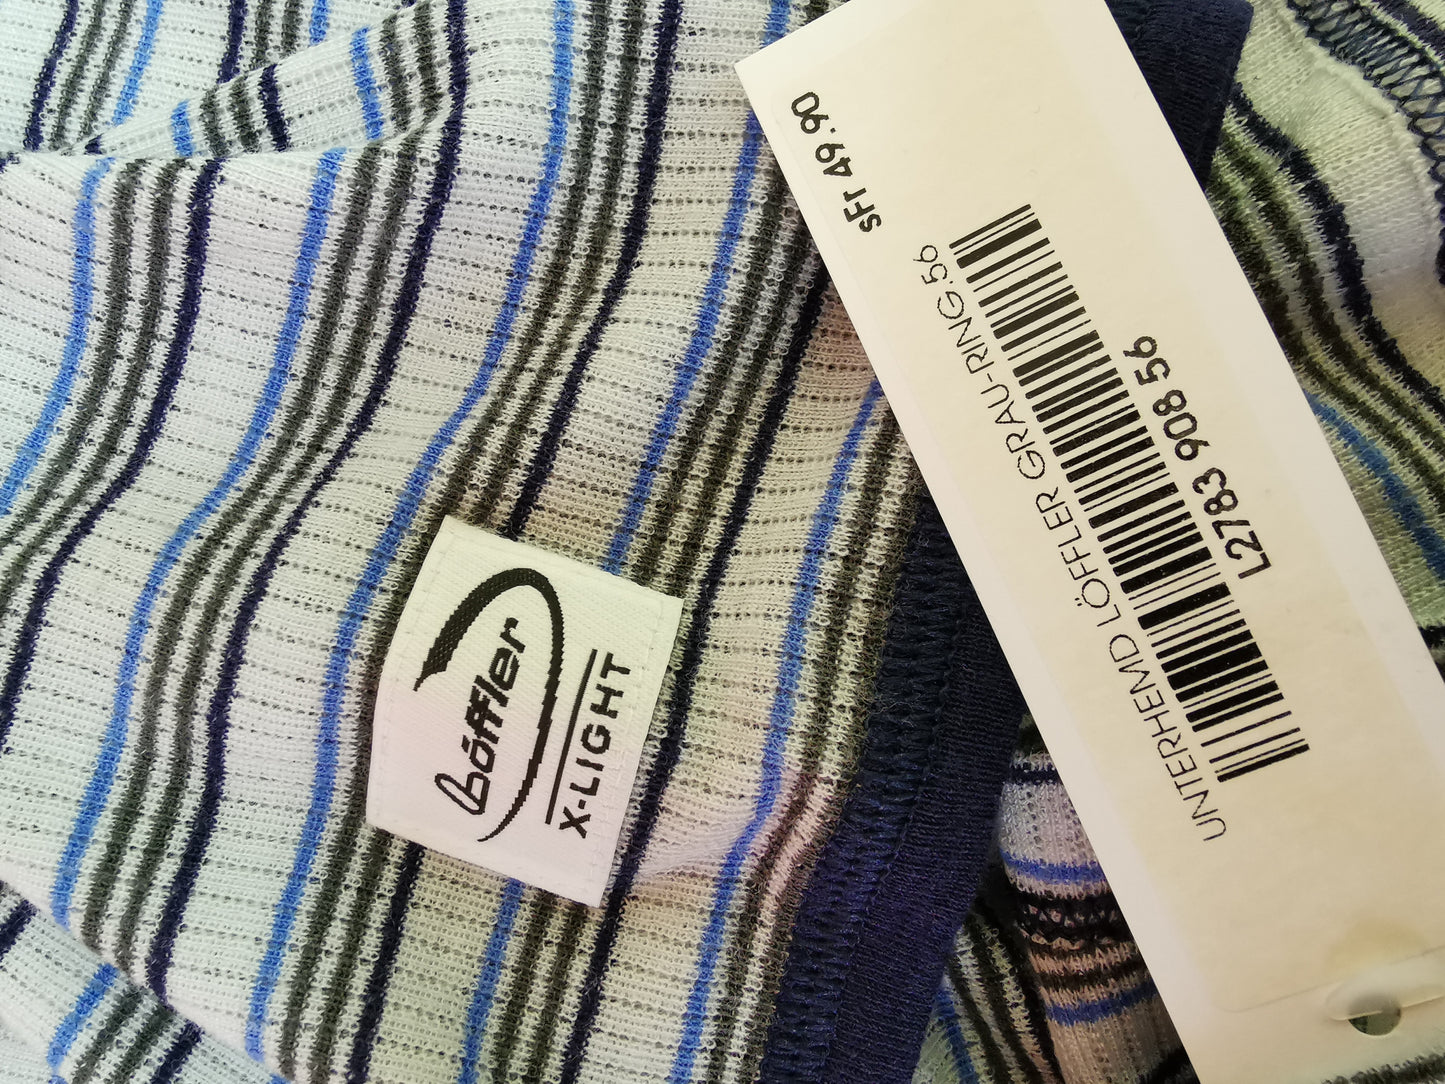 löffler
X-LIGHT
SFr 49.90
UNTERHEMD LÖFFLER GRAU-RING.56
L2783 908 56